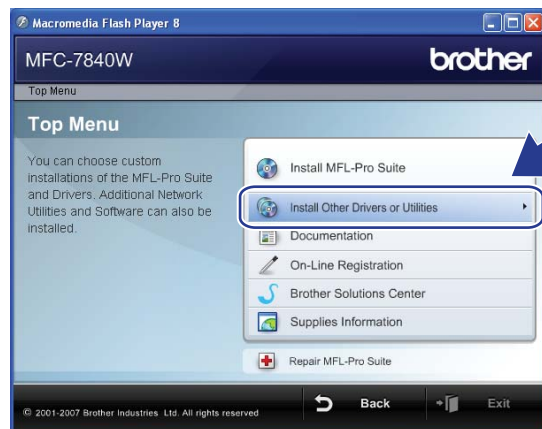 Macromedia Flash Player 8
MFC-7840W
brother
Top Menu
Top Menu
You can choose custom
installations of the MFL-Pro Suite
and Drivers. Additional Network
Utilities and Software can also be
installed.
Install MFL-Pro Suite
Install Other Drivers or Utilities
Documentation
On-Line Registration
Brother Solutions Center
Supplies Information
Repair MFL-Pro Suite
© 2001-2007 Brother Industries Ltd. All rights reserved
Back
Exit